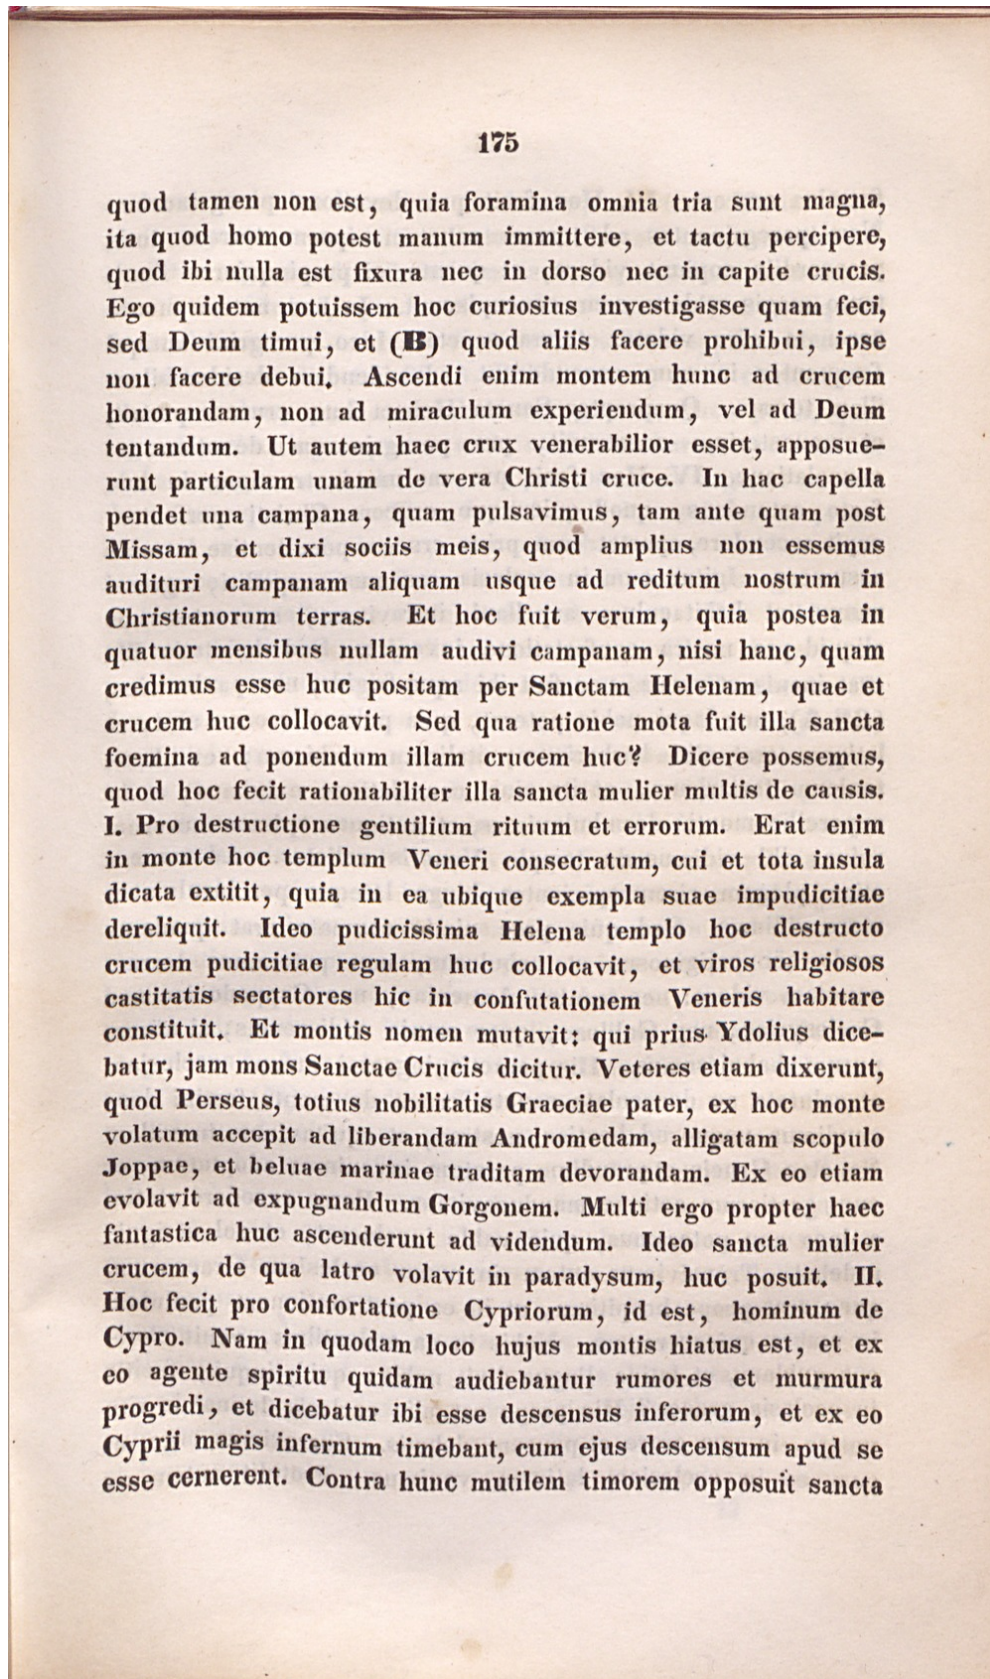 175
quod tamen non est, quia foramina omnia tria sunt magna,
ita quod homo potest manum immittere, et tactu percipere,
quod ibi nulla est fixura nec in dorso nec in capite crucis.
Ego quidem potuissem hoc curiosius investigasse quam feci,
sed Deum timui, et (B) quod aliis facere prohibui, ipse
non facere debui. Ascendi enim montem hunc ad crucem
honorandam, non ad miraculum experiendum, vel ad Deum
tentandum. Ut autem haec crux venerabilior esset, apposue-
runt particulam unam de vera Christi cruce. In hac capella
pendet una campana, quam pulsavimus, tam ante quam post
Missam, et dixi sociis meis, quod amplius non essemus
audituri campanam aliquam usque ad reditum nostrum in
Christianorum terras. Et hoc fuit verum, quia postea in
quatuor mensibus nullam audivi campanam, nisi hanc, quam
credimus esse huc positam per Sanctam Helenam, quae et
crucem huc collocavit. Sed qua ratione mota fuit illa sancta
foemina ad ponendum illam crucem huc? Dicere possemus,
quod hoc fecit rationabiliter illa sancta mulier multis de causis.
I. Pro destructione gentilium rituum et errorum. Erat enim
in monte hoc templum Veneri consecratum, cui et tota insula
dicata extitit, quia in ea ubique exempla suae impudicitiae
dereliquit. Ideo pudicissima Helena templo hoc destructo
crucem pudicitiae regulam huc collocavit, et viros religiosos
castitatis sectatores hic in confutationem Veneris habitare
constituit. Et montis nomen mutavit: qui prius Ydolius dice-
batur, jam mons Sanctae Crucis dicitur. Veteres etiam dixerunt,
quod Perseus, totius nobilitatis Graeciae pater, ex hoc monte
volatum accepit ad liberandam Andromedam, alligatam scopulo
Joppae, et beluae marinae traditam devorandam. Ex eo etiam
evolavit ad expugnandum Gorgonem. Multi ergo propter haec
fantastica huc ascenderunt ad videndum. Ideo sancta mulier
crucem, de qua latro volavit in paradysum, huc posuit. II.
Hoc fecit pro confortatione Cypriorum, id est, hominum de
Cypro. Nam in quodam loco hujus montis hiatus est, et ex
eo agente spiritu quidam audiebantur rumores et murmura
progredi, et dicebatur ibi esse descensus inferorum, et ex eo
Cyprii magis infernum timebant, cum ejus descensum apud se
esse cernerent. Contra hunc mutilem timorem opposuit sancta